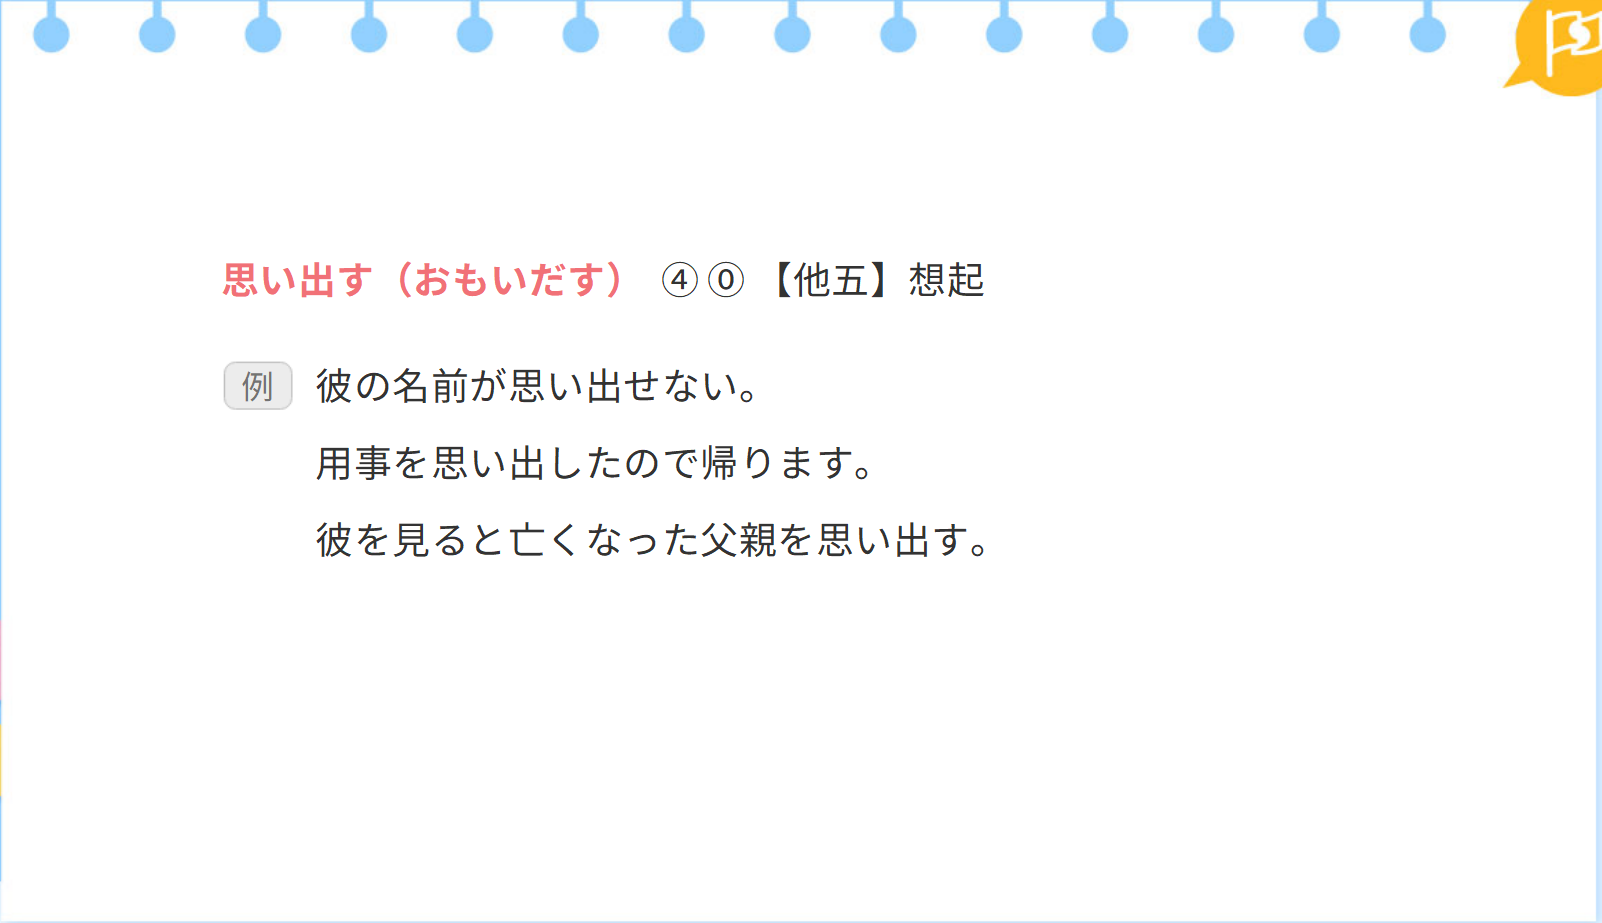 思い出す（おもいだす） ④⓪【他五】想起
例 彼の名前が思い出せない。
用事を思い出したので帰ります。
彼を見ると亡くなった父親を思い出す。